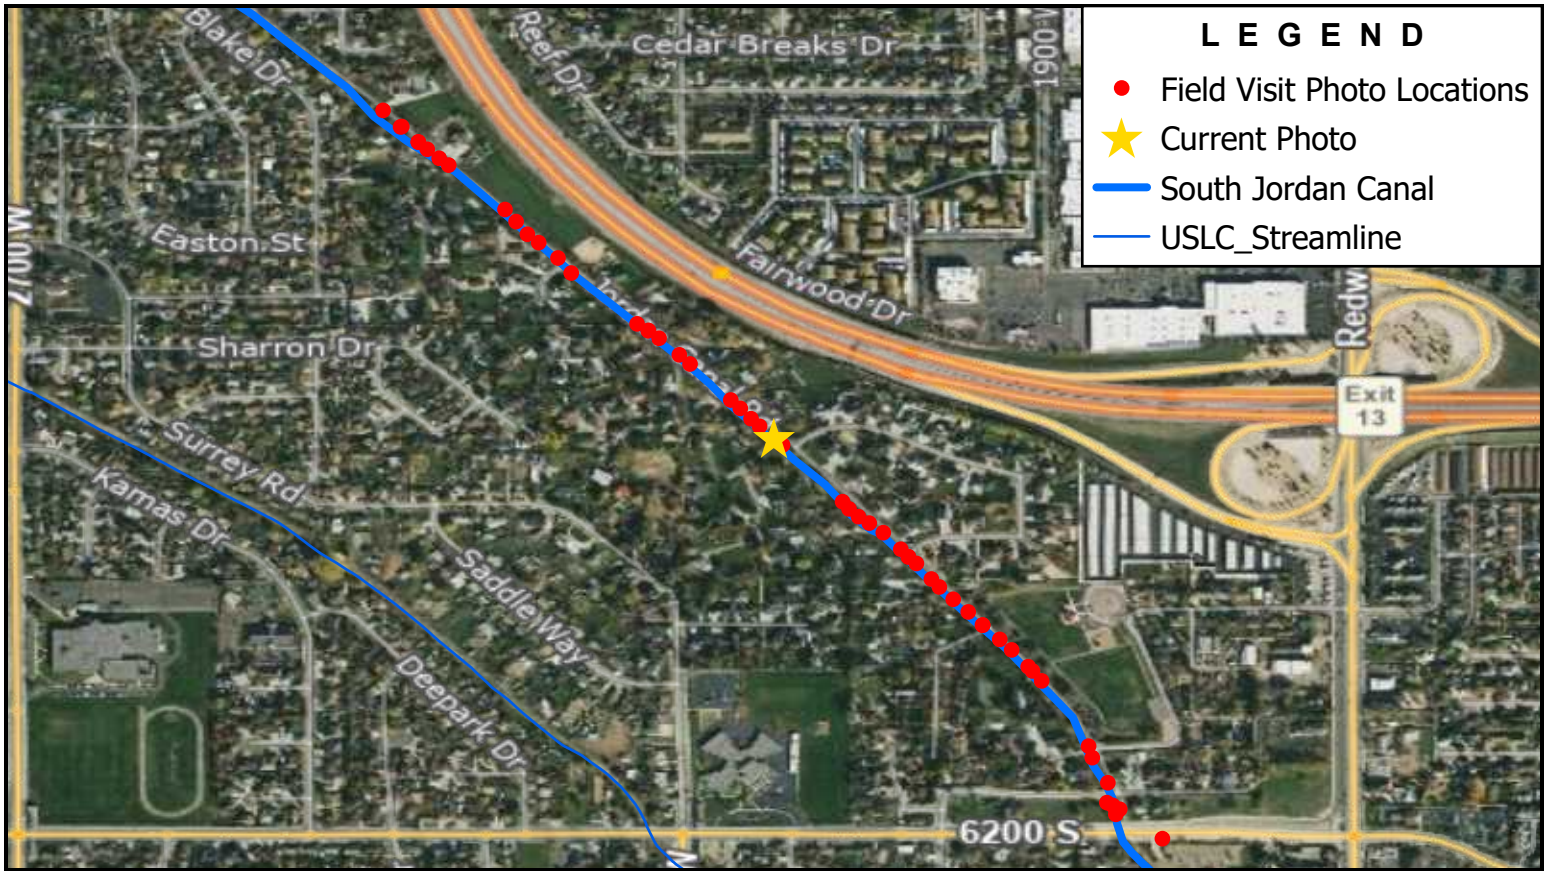 L E G E N D
Field Visit Photo Locations
Current Photo
South Jordan Canal
USLC_Streamline
Blake Dr
Reef Dr
Cedar Breaks Dr
1900 W
2700 W
Easton St
Fairwood Dr
Sharron Dr
Redw
Exit
13
Surrey Rd
Kamas Dr
Saddle Way
Deepark Dr
6200 S